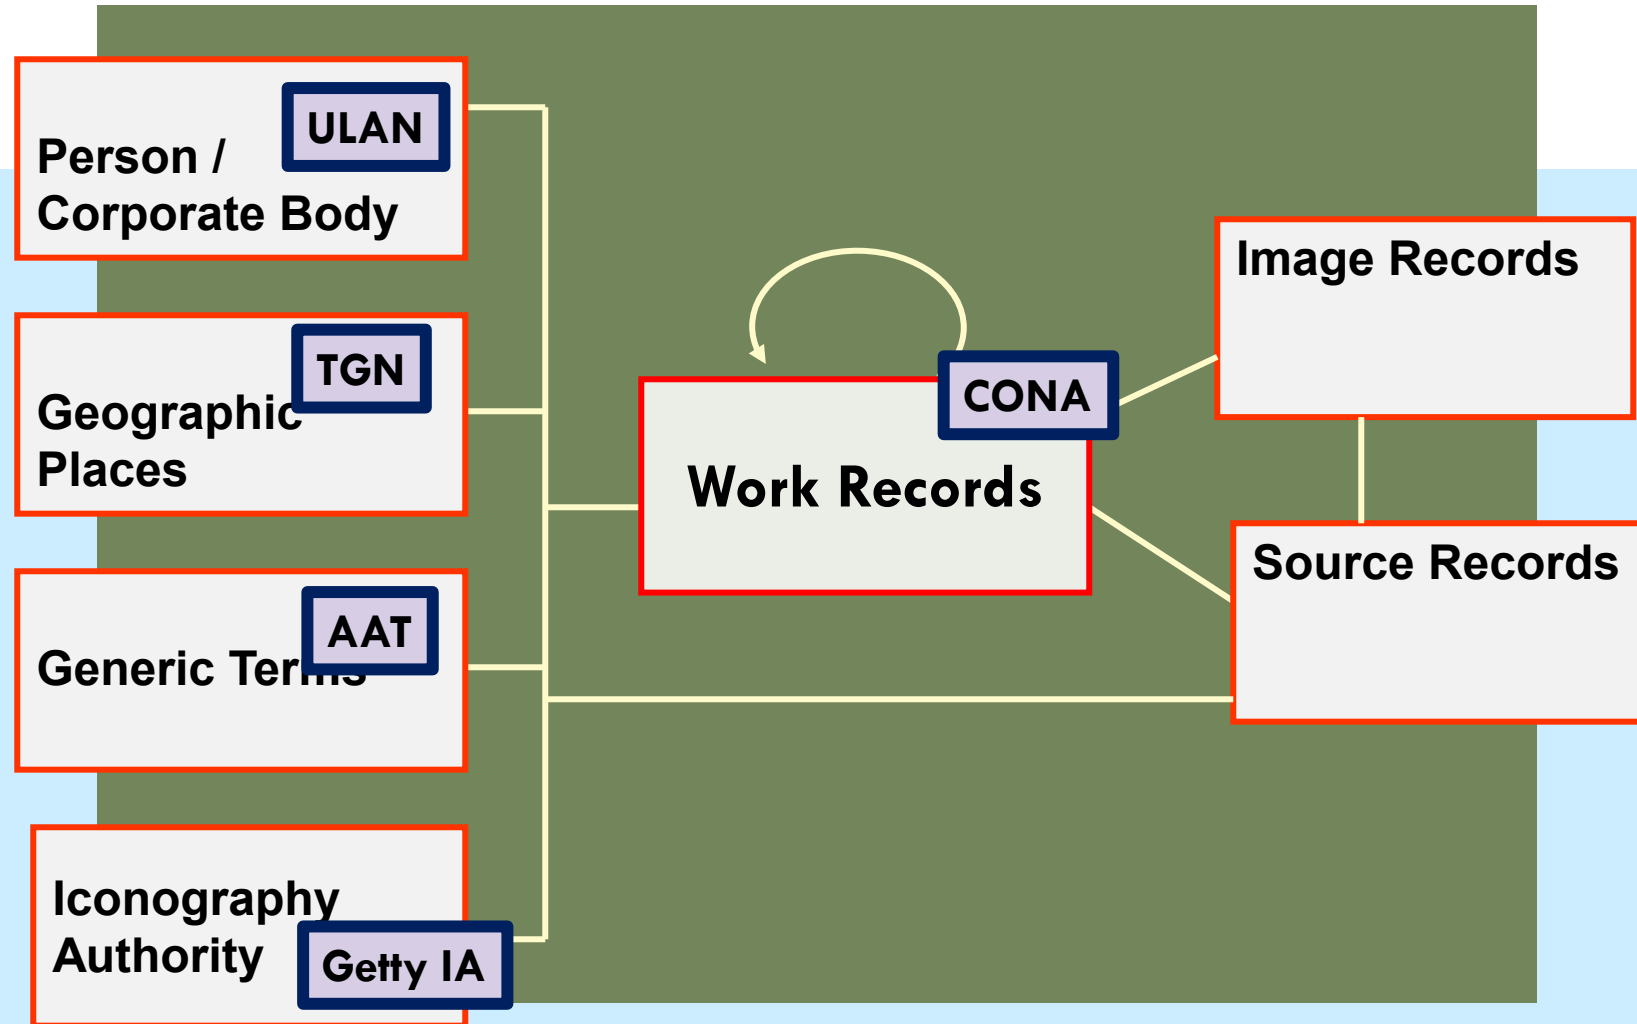 ULAN
Person /
Corporate Body
TGN
Geographic
Places
AAT
Generic Terms
Iconography
Authority
Getty IA
CONA
Work Records
Image Records
Source Records